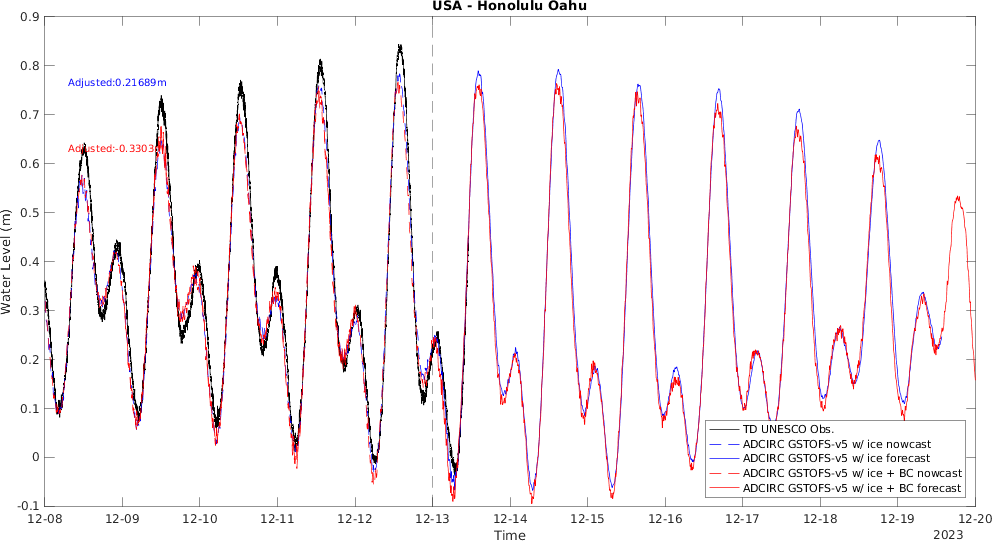 USA - Honolulu Oahu
0.9
0.8
0.7
0.6
0.5
0.4
0.3
0.2
0.1
0
-0.1
Water Level (m)
Adjusted:0.21689m
Adjusted:-0.3303
TD UNESCO Obs.
ADCIRC GSTOFS-v5 w/ ice nowcast
ADCIRC GSTOFS-v5 w/ ice forecast
ADCIRC GSTOFS-v5 w/ ice + BC nowcast
ADCIRC GSTOFS-v5 w/ ice + BC forecast
12-08 12-09 12-10 12-11 12-12 12-13 12-14 12-15 12-16 12-17 12-18 12-19 12-20
Time
2023